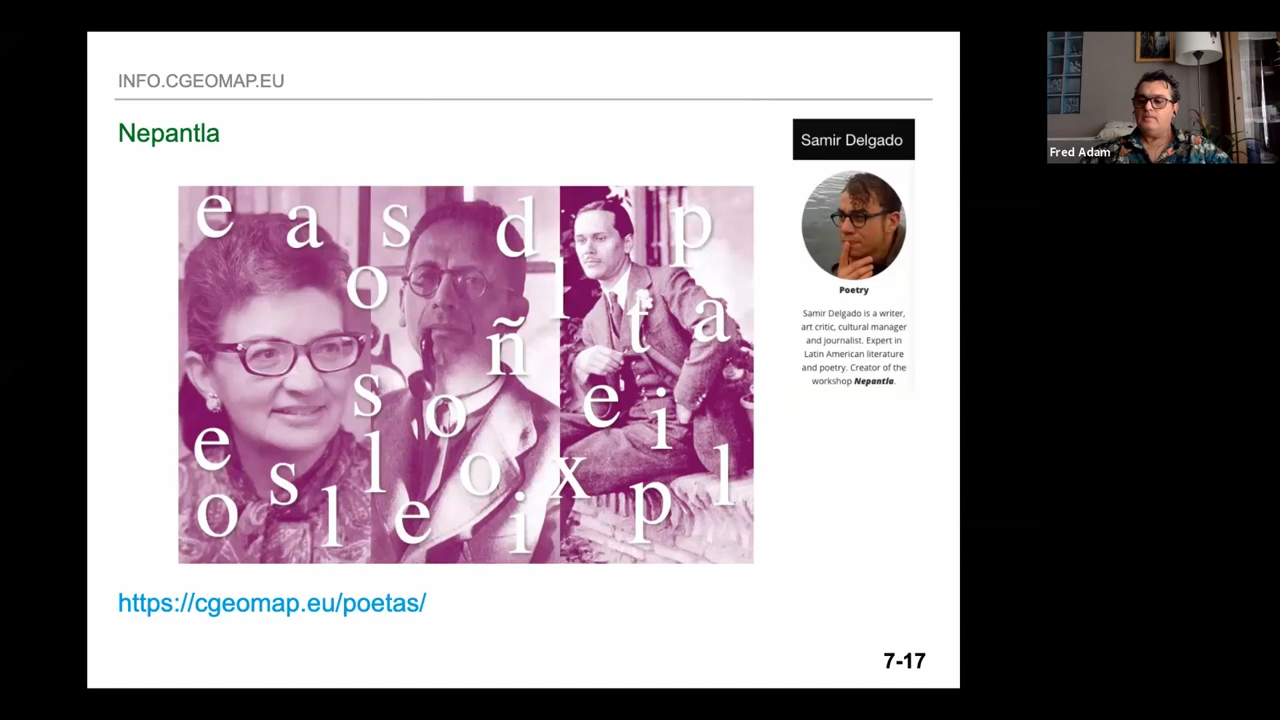 INFO.CGEOMAP.EU
Nepantla
Samir Delgado
Fred Adam
e a s d p
o l
t a
ñ
s o e i
e s l o x l
o l e i p
Poetry
Samir Delgado is a writer,
art critic, cultural manager
and journalist. Expert in
Latin American literature
and poetry. Creator of the
workshop Nepantla.
https://cgeomap.eu/poetas/
7-17